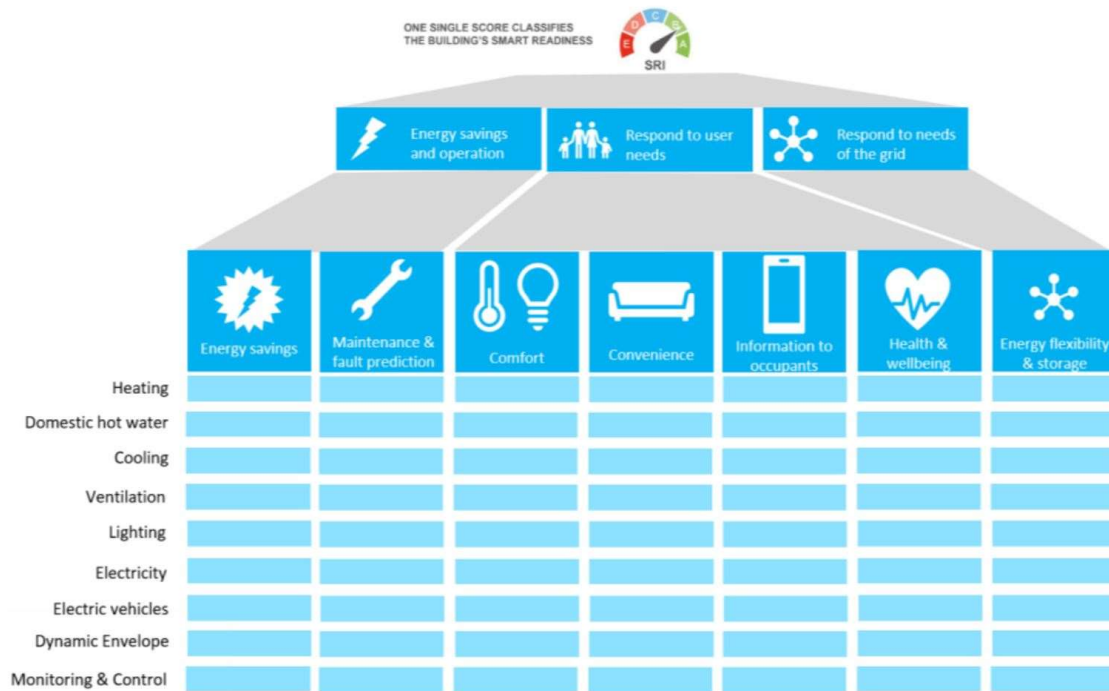 ONE SINGLE SCORE CLASSIFIES
THE BUILDING'S SMART READINESS
E D C B A
SRI
Energy savings
and operation
Respond to user
needs
Respond to needs
of the grid
Energy savings
Maintenance &
fault prediction
Comfort
Convenience
Information to
occupants
Health &
wellbeing
Energy flexibility
& storage
Heating
Domestic hot water
Cooling
Ventilation
Lighting
Electricity
Electric vehicles
Dynamic Envelope
Monitoring & Control